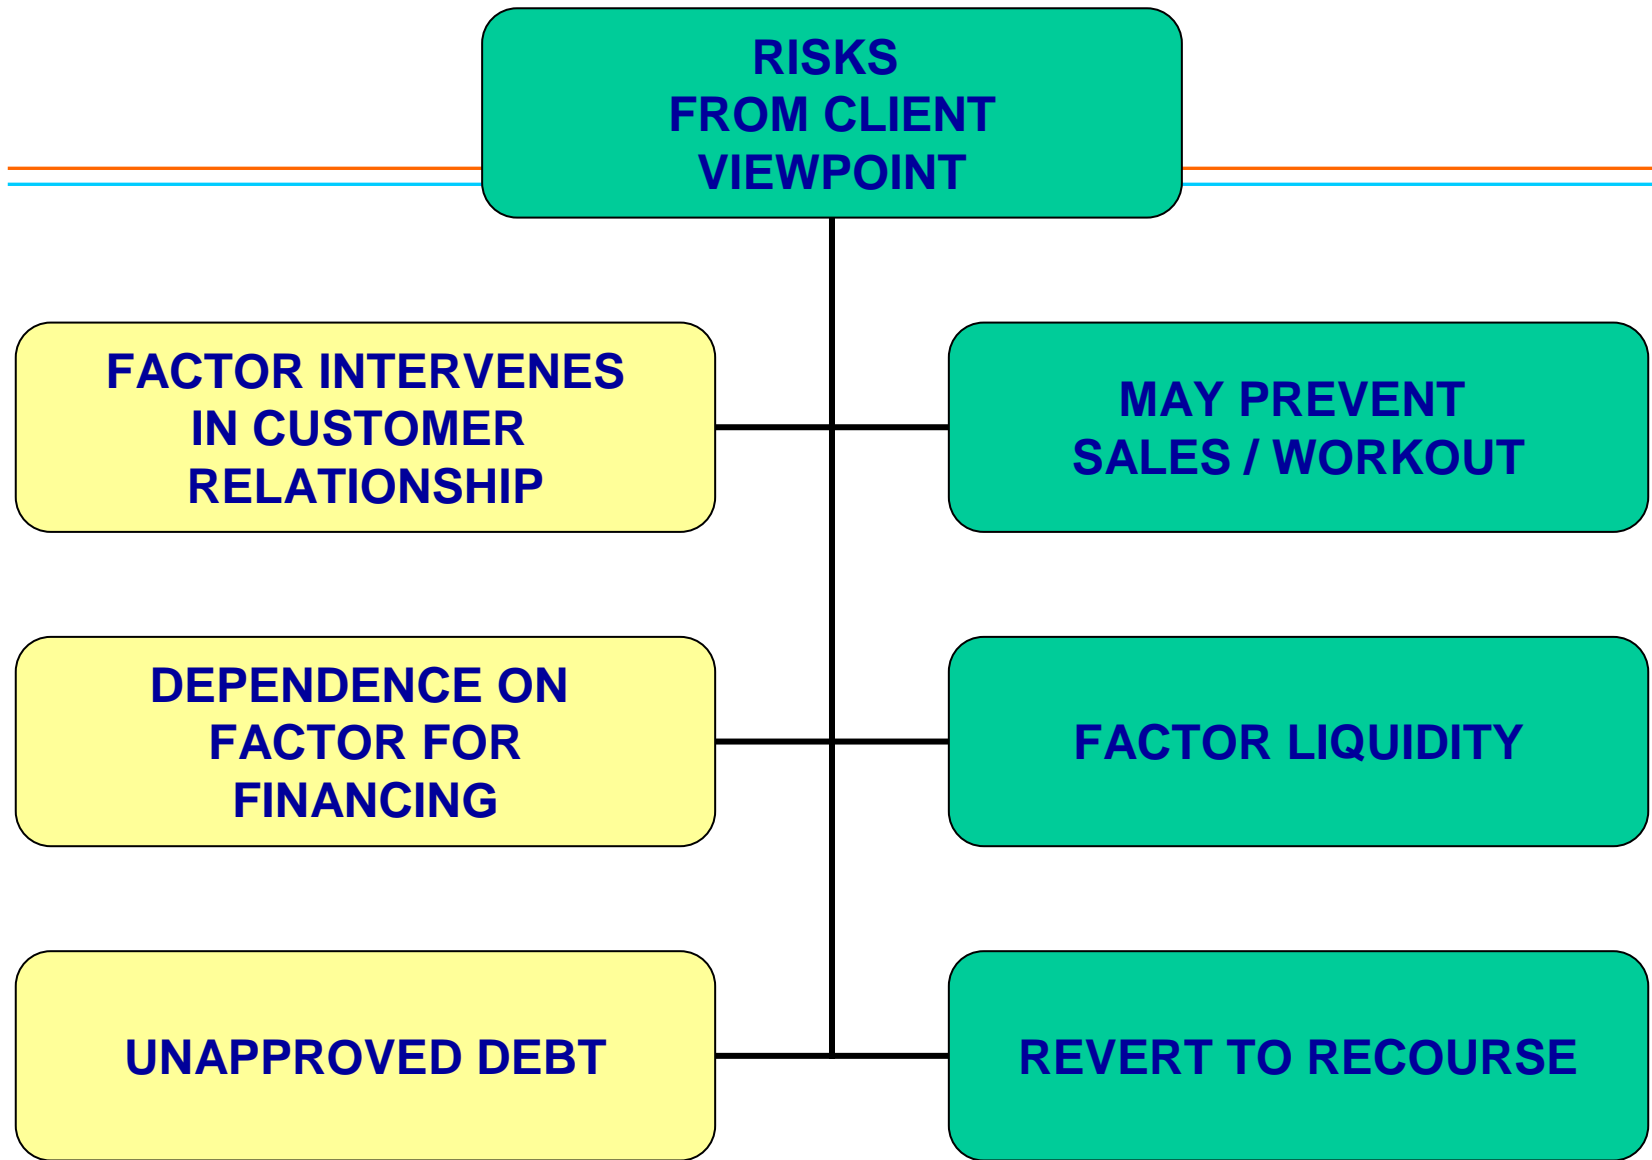 RISKS
FROM CLIENT
VIEWPOINT
FACTOR INTERVENES
IN CUSTOMER
RELATIONSHIP
MAY PREVENT
SALES / WORKOUT
DEPENDENCE ON
FACTOR FOR
FINANCING
FACTOR LIQUIDITY
UNAPPROVED DEBT
REVERT TO RECOURSE